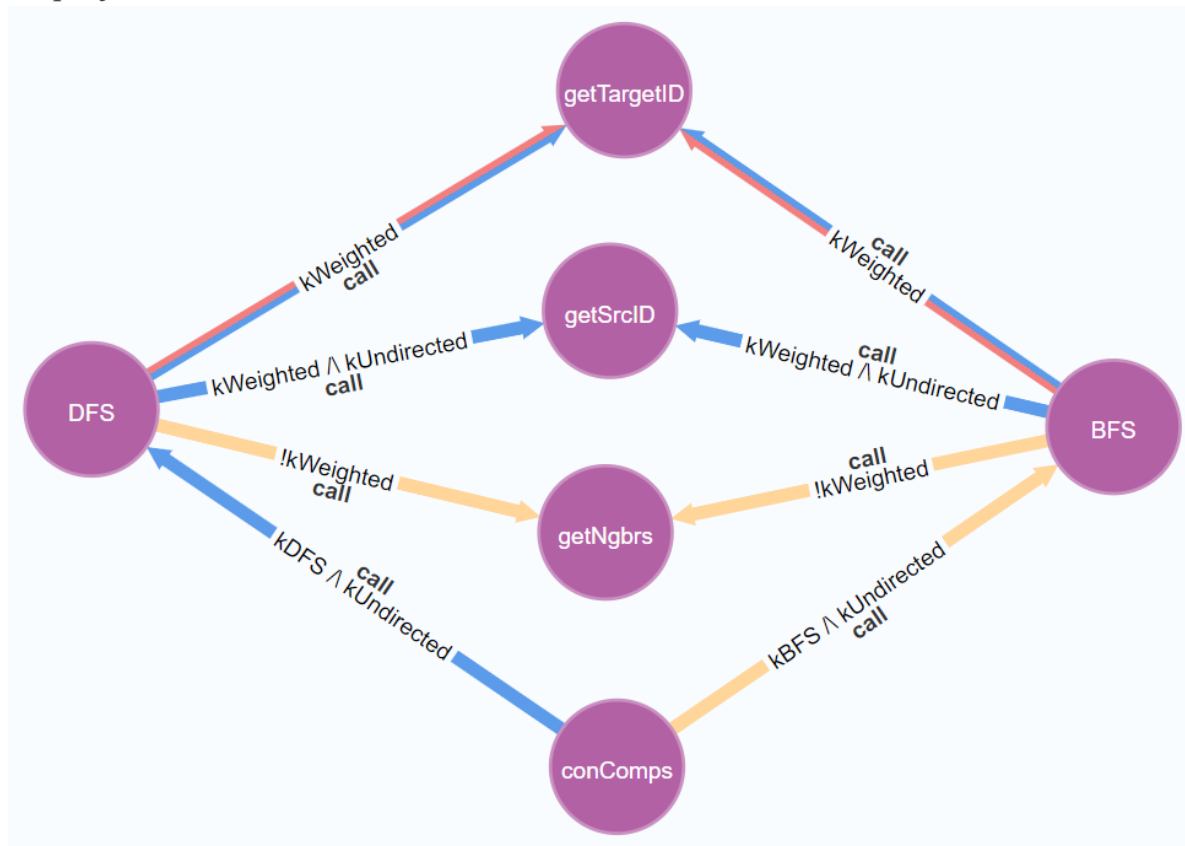 getTargetID
kWeighted
call
call
kWeighted
getSrcID
kWeighted /\ kUndirected
call
call
kWeighted /\ kUndirected
DFS
BFS
!kWeighted
call
call
!kWeighted
getNgbrs
call
kDFS /\ kUndirected
kBFS /\ kUndirected
call
conComps